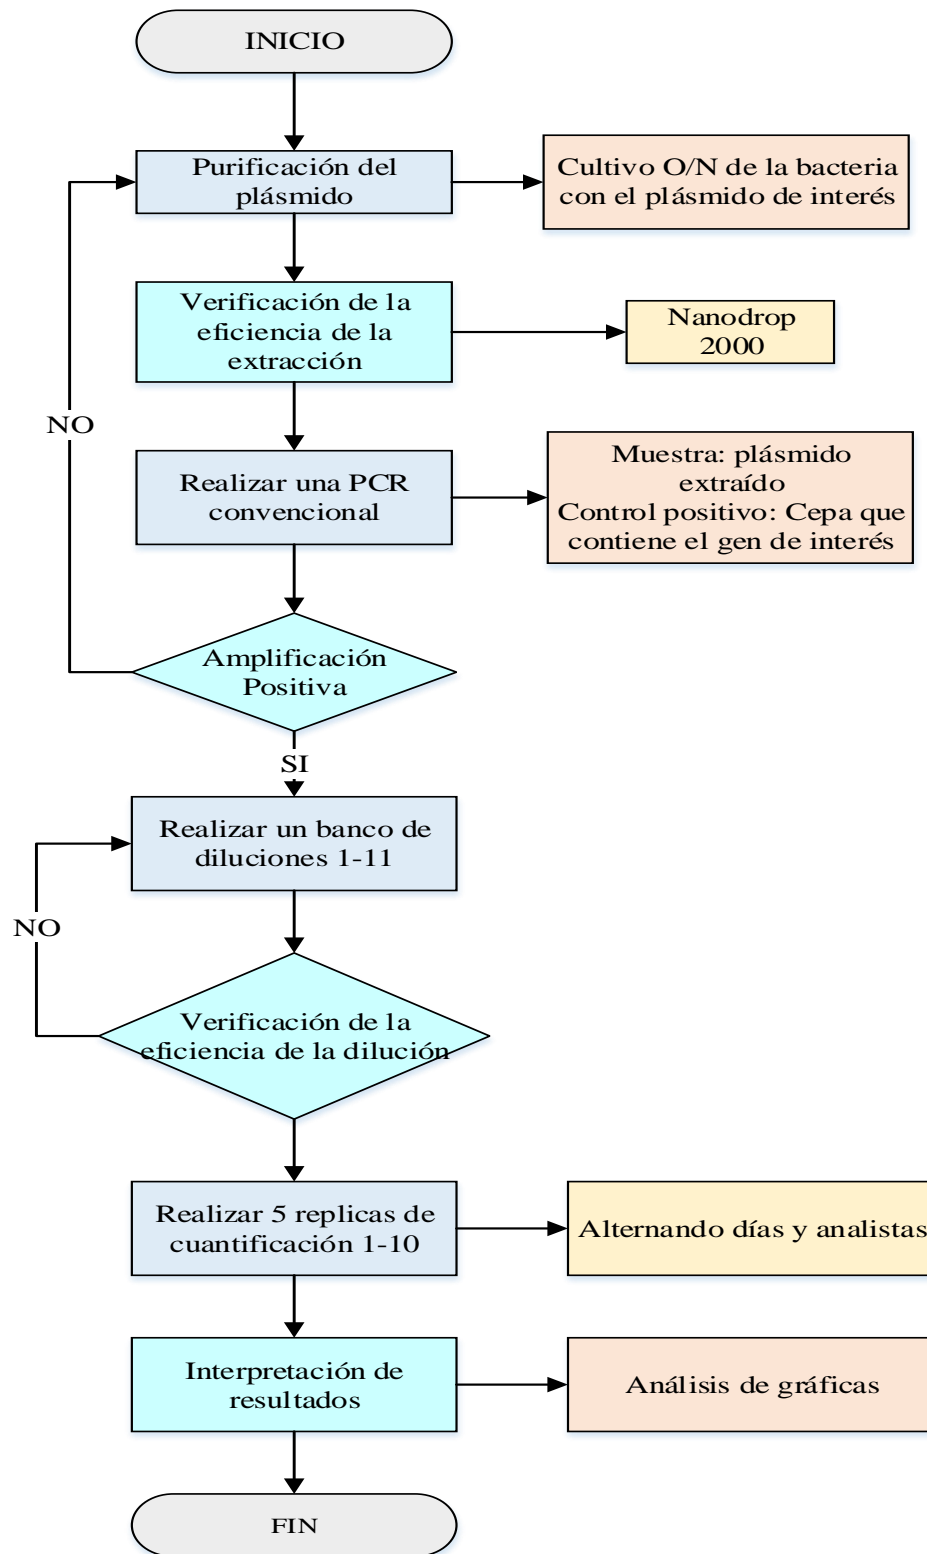 INICIO
Purificación del
plásmido
Cultivo O/N de la bacteria
con el plásmido de interés
Verificación de la
eficiencia de la
extracción
Nanodrop
2000
NO
Realizar una PCR
convencional
Muestra: plásmido
extraído
Control positivo: Cepa que
contiene el gen de interés
Amplificación
Positiva
SI
Realizar un banco de
diluciones 1-11
NO
Verificación de la
eficiencia de la dilución
Realizar 5 replicas de
cuantificación 1-10
Alternando días y analistas
Interpretación de
resultados
Análisis de gráficas
FIN